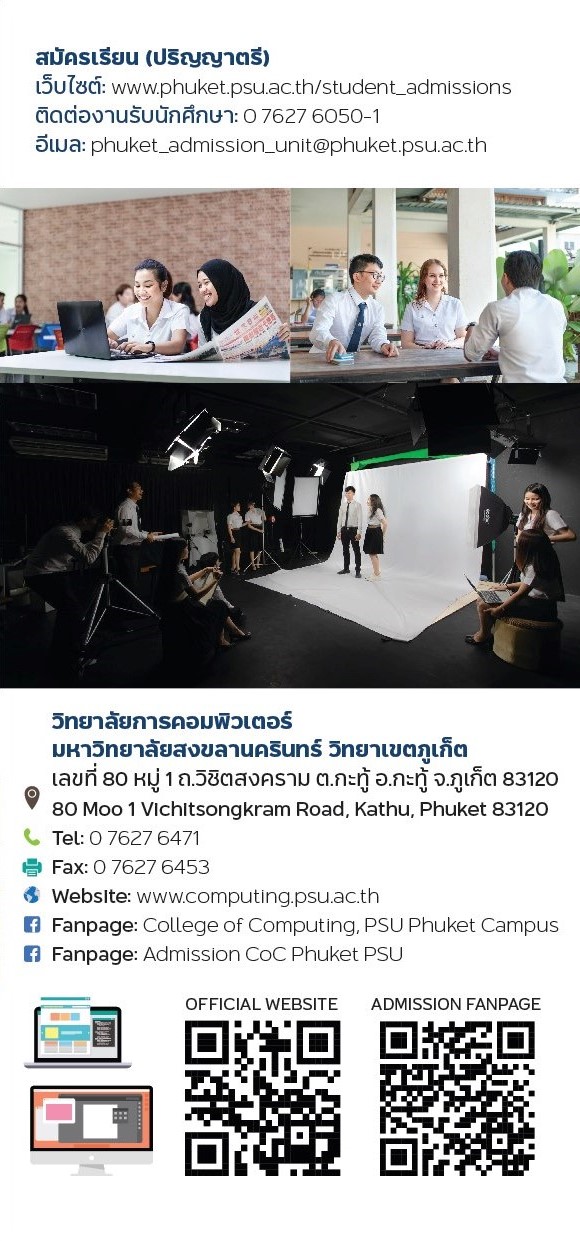 สมัครเรียน (ปริญญาตรี)
เว็บไซต์: www.phuket.psu.ac.th/student_admissions
ติดต่องานรับนักศึกษา: 0 7627 6050-1
อีเมล: phuket_admission_unit@phuket.psu.ac.th
วิทยาลัยการคอมพิวเตอร์
มหาวิทยาลัยสงขลานครินทร์ วิทยาเขตภูเก็ต
เลขที่ 80 หมู่ 1 ถ.วิชิตสงคราม ต.กะทู้ อ.กะทู้ จ.ภูเก็ต 83120
80 Moo 1 Vichitsongkram Road, Kathu, Phuket 83120
Tel: 0 7627 6471
Fax: 0 7627 6453
Website: www.computing.psu.ac.th
Fanpage: College of Computing, PSU Phuket Campus
Fanpage: Admission CoC Phuket PSU
OFFICIAL WEBSITE ADMISSION FANPAGE